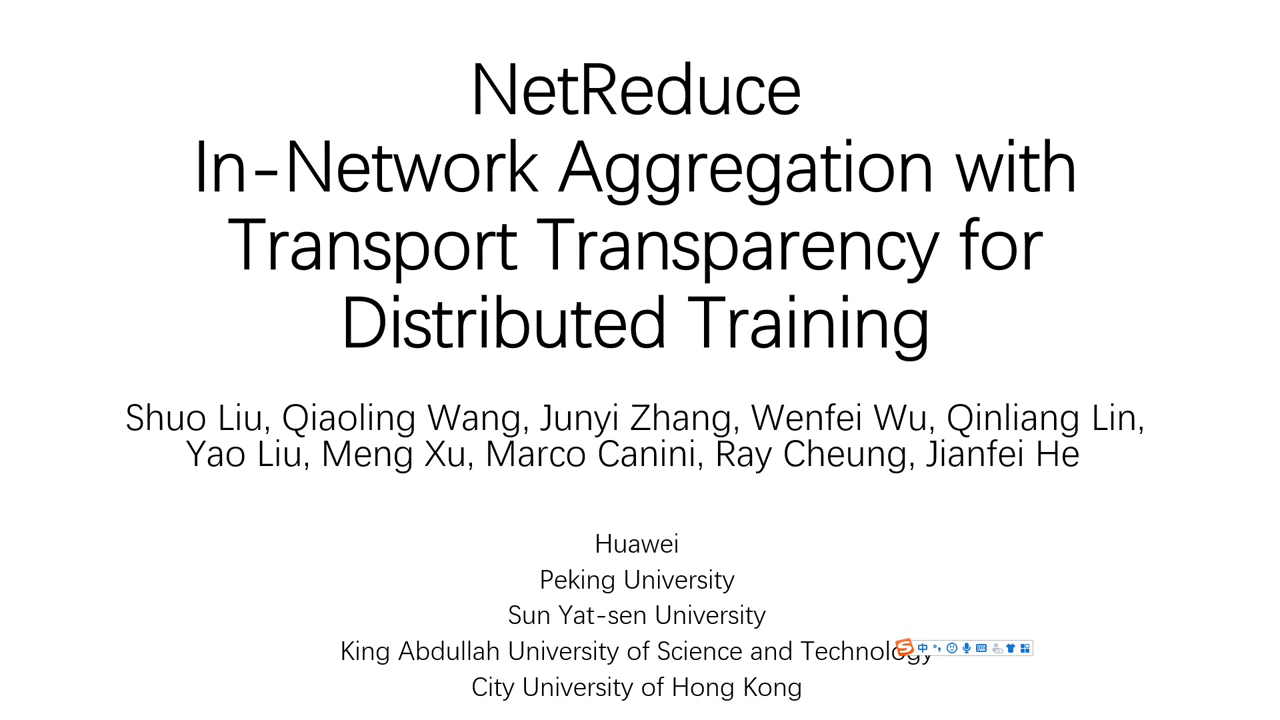 NetReduce
In-Network Aggregation with
Transport Transparency for
Distributed Training
Shuo Liu, Qiaoling Wang, Junyi Zhang, Wenfei Wu, Qinliang Lin,
Yao Liu, Meng Xu, Marco Canini, Ray Cheung, Jianfei He
Huawei
Peking University
Sun Yat-sen University
King Abdullah University of Science and Technology
S 中
City University of Hong Kong